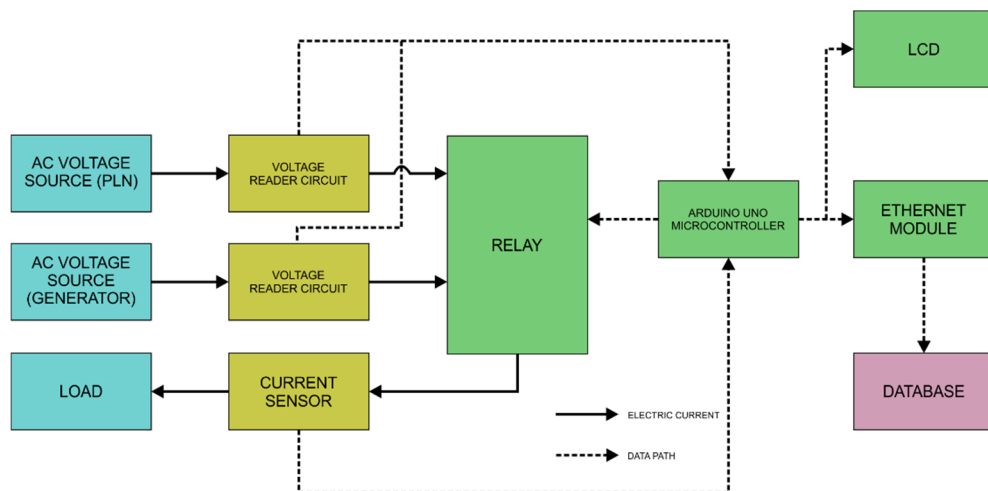 LCD
AC VOLTAGE
SOURCE (PLN)
VOLTAGE
READER CIRCUIT
RELAY
ARDUINO UNO
MICROCONTROLLER
ETHERNET
MODULE
AC VOLTAGE
SOURCE
(GENERATOR)
VOLTAGE
READER CIRCUIT
LOAD
CURRENT
SENSOR
DATABASE
ELECTRIC CURRENT
DATA PATH